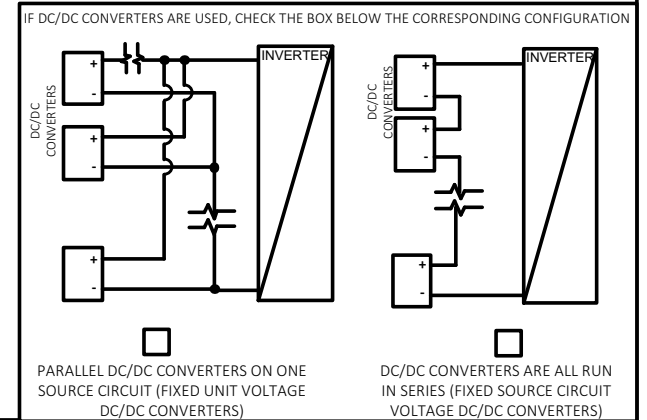 IF DC/DC CONVERTERS ARE USED, CHECK THE BOX BELOW THE CORRESPONDING CONFIGURATION
DC/DC
CONVERTERS
+
-
+
-
+
-
INVERTER
PARALLEL DC/DC CONVERTERS ON ONE
SOURCE CIRCUIT (FIXED UNIT VOLTAGE
DC/DC CONVERTERS)
DC/DC
CONVERTERS
+
-
+
-
+
-
INVERTER
DC/DC CONVERTERS ARE ALL RUN
IN SERIES (FIXED SOURCE CIRCUIT
VOLTAGE DC/DC CONVERTERS)